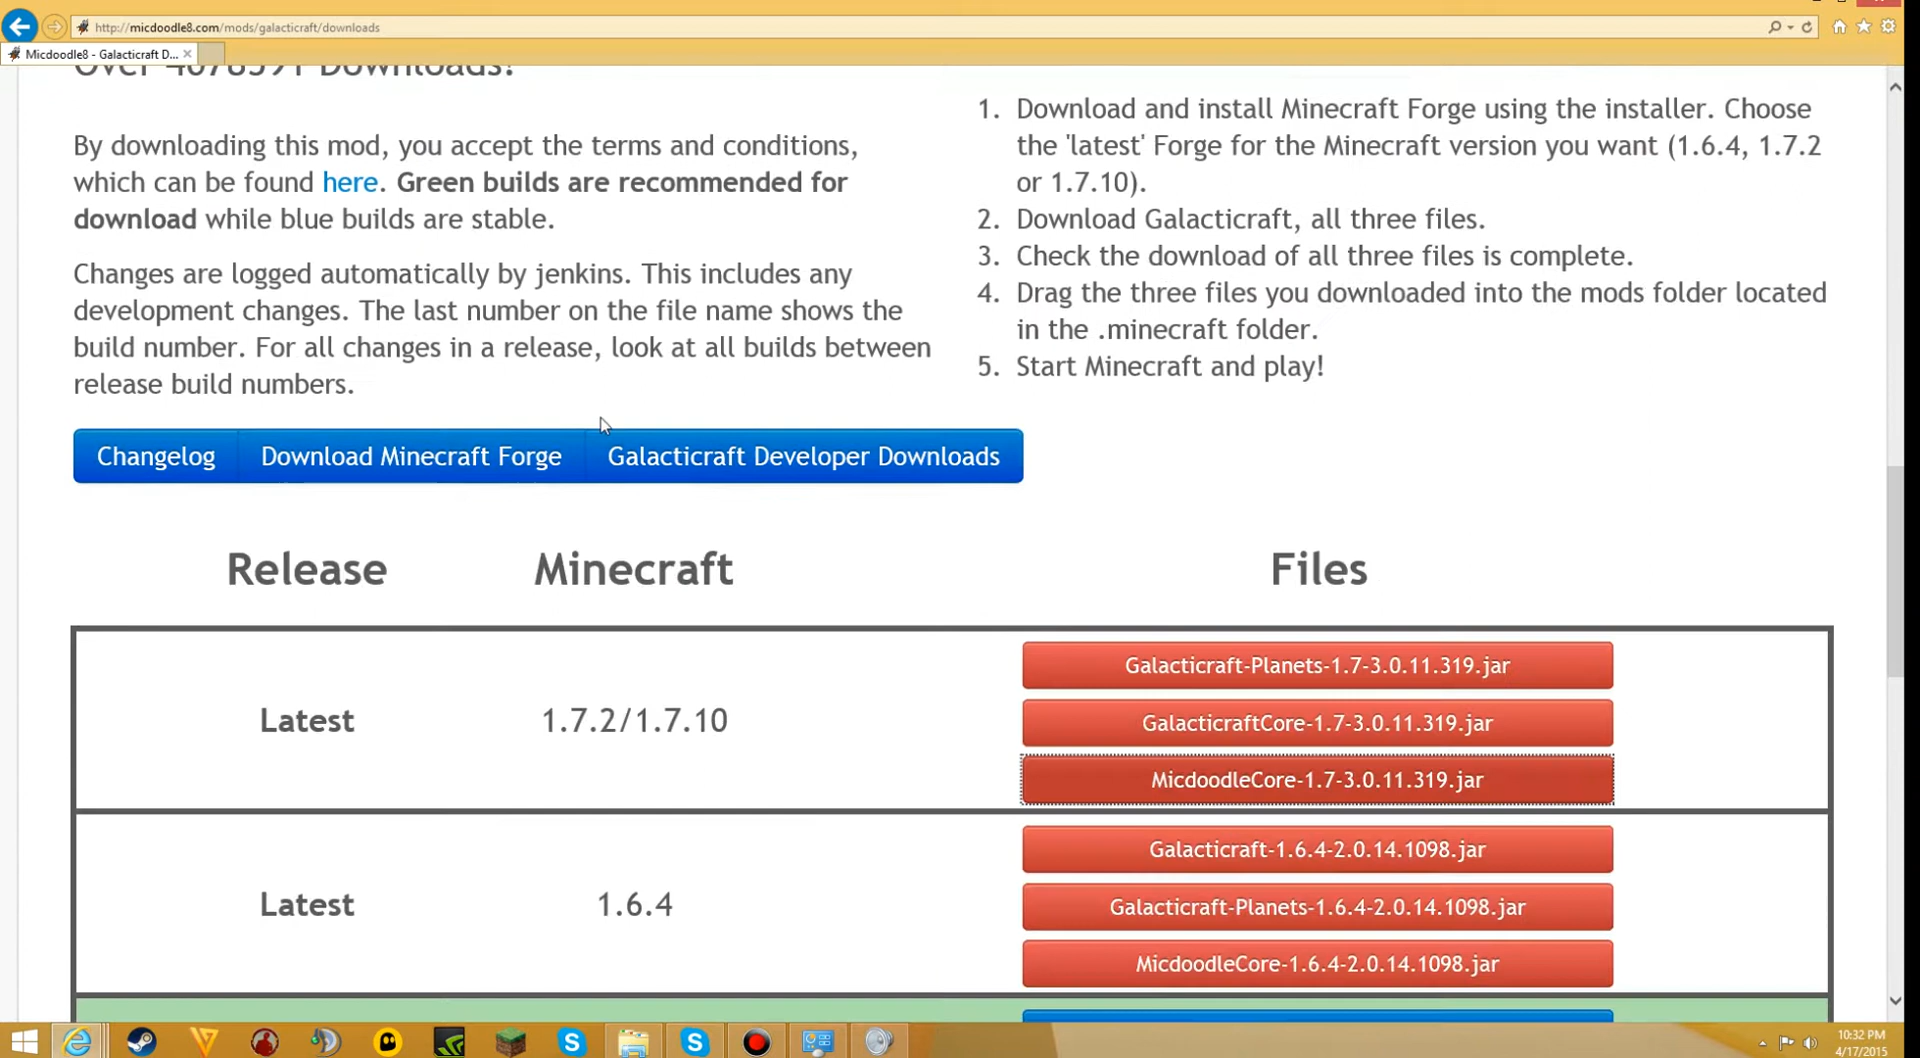 http://micdoodle8.com/mods/galacticraft/downloads
Micdoodle8 - Galacticraft D...
Over 4078591 Downloads!
By downloading this mod, you accept the terms and conditions,
which can be found here. Green builds are recommended for
download while blue builds are stable.
Changes are logged automatically by jenkins. This includes any
development changes. The last number on the file name shows the
build number. For all changes in a release, look at all builds between
release build numbers.
1. Download and install Minecraft Forge using the installer. Choose
the 'latest' Forge for the Minecraft version you want (1.6.4, 1.7.2
or 1.7.10).
2. Download Galacticraft, all three files.
3. Check the download of all three files is complete.
4. Drag the three files you downloaded into the mods folder located
in the .minecraft folder.
5. Start Minecraft and play!
Changelog Download Minecraft Forge Galacticraft Developer Downloads
Release Minecraft Files
Galacticraft-Planets-1.7-3.0.11.319.jar
Latest 1.7.2/1.7.10 GalacticraftCore-1.7-3.0.11.319.jar
MicdoodleCore-1.7-3.0.11.319.jar
Galacticraft-1.6.4-2.0.14.1098.jar
Latest 1.6.4 Galacticraft-Planets-1.6.4-2.0.14.1098.jar
MicdoodleCore-1.6.4-2.0.14.1098.jar
10:32 PM
4/17/2015